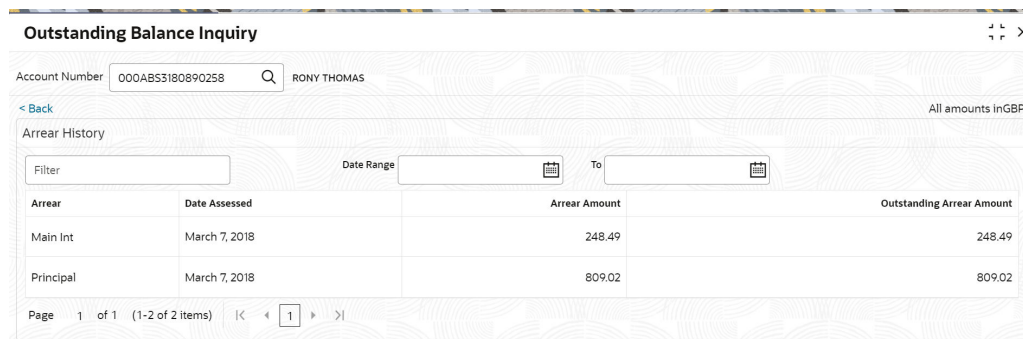 Outstanding Balance Inquiry
Account Number 000ABS3180890258 RONY THOMAS
< Back All amounts inGBP
Arrear History
Filter Date Range To
Arrear Date Assessed Arrear Amount Outstanding Arrear Amount
Main Int March 7, 2018 248.49 248.49
Principal March 7, 2018 809.02 809.02
Page 1 of 1 (1-2 of 2 items) 1